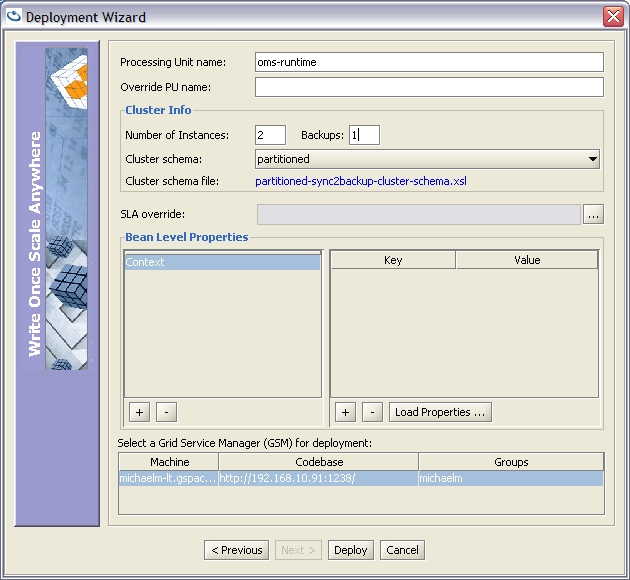 Deployment Wizard
Write Once Scale Anywhere
Processing Unit name: oms-runtime
Override PU name:
Cluster Info
Number of Instances: 2 Backups: 1
Cluster schema: partitioned
Cluster schema file: partitioned-sync2backup-cluster-schema.xsl
SLA override: ...
Bean Level Properties
Context
Key Value
+ - + - Load Properties ...
Select a Grid Service Manager (GSM) for deployment:
Machine Codebase Groups
michaelm-lt.gspac... http://192.168.10.91:1238/ michaelm
< Previous Next > Deploy Cancel